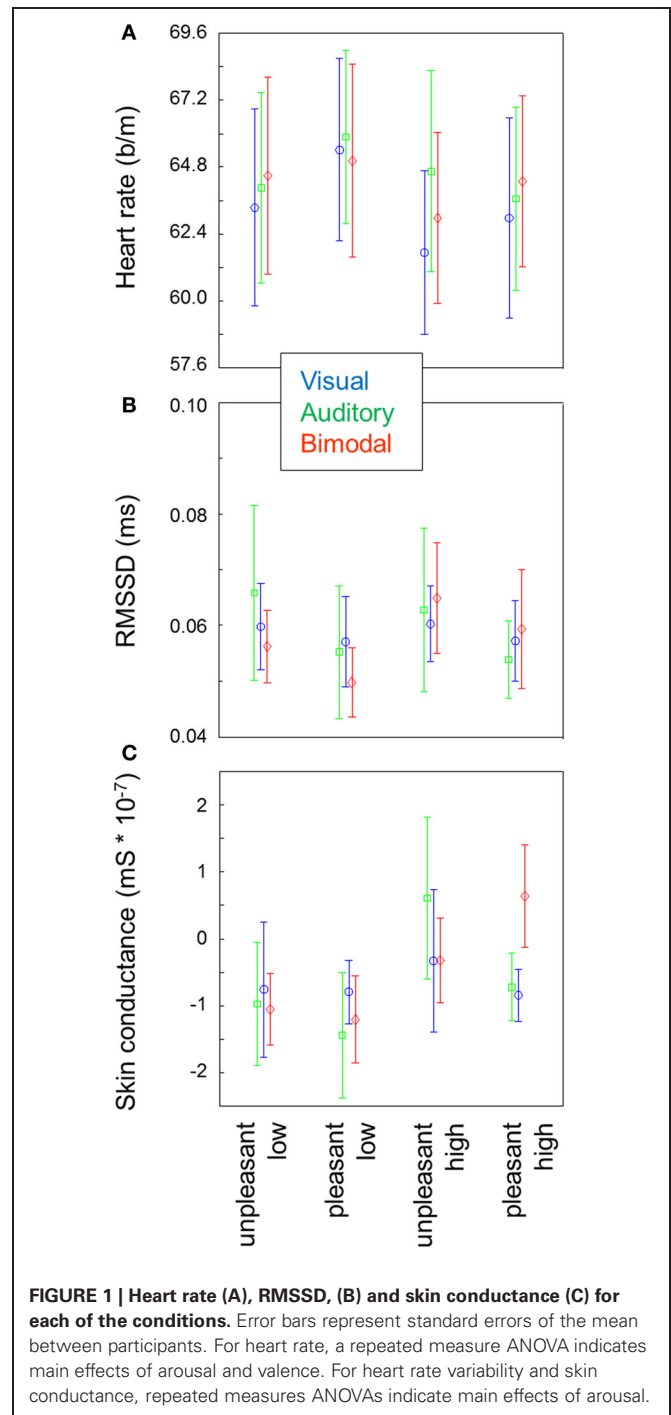 A
69.6
67.2
64.8
62.4
60.0
57.6
Heart rate (b/m)
Visual
Auditory
Bimodal
B
0.10
0.08
0.06
0.04
RMSSD (ms)
C
2
1
0
-1
-2
Skin conductance (mS * 10-7)
unpleasant
low
pleasant
low
unpleasant
high
pleasant
high
FIGURE 1 | Heart rate (A), RMSSD, (B) and skin conductance (C) for
each of the conditions. Error bars represent standard errors of the mean
between participants. For heart rate, a repeated measure ANOVA indicates
main effects of arousal and valence. For heart rate variability and skin
conductance, repeated measures ANOVAs indicate main effects of arousal.